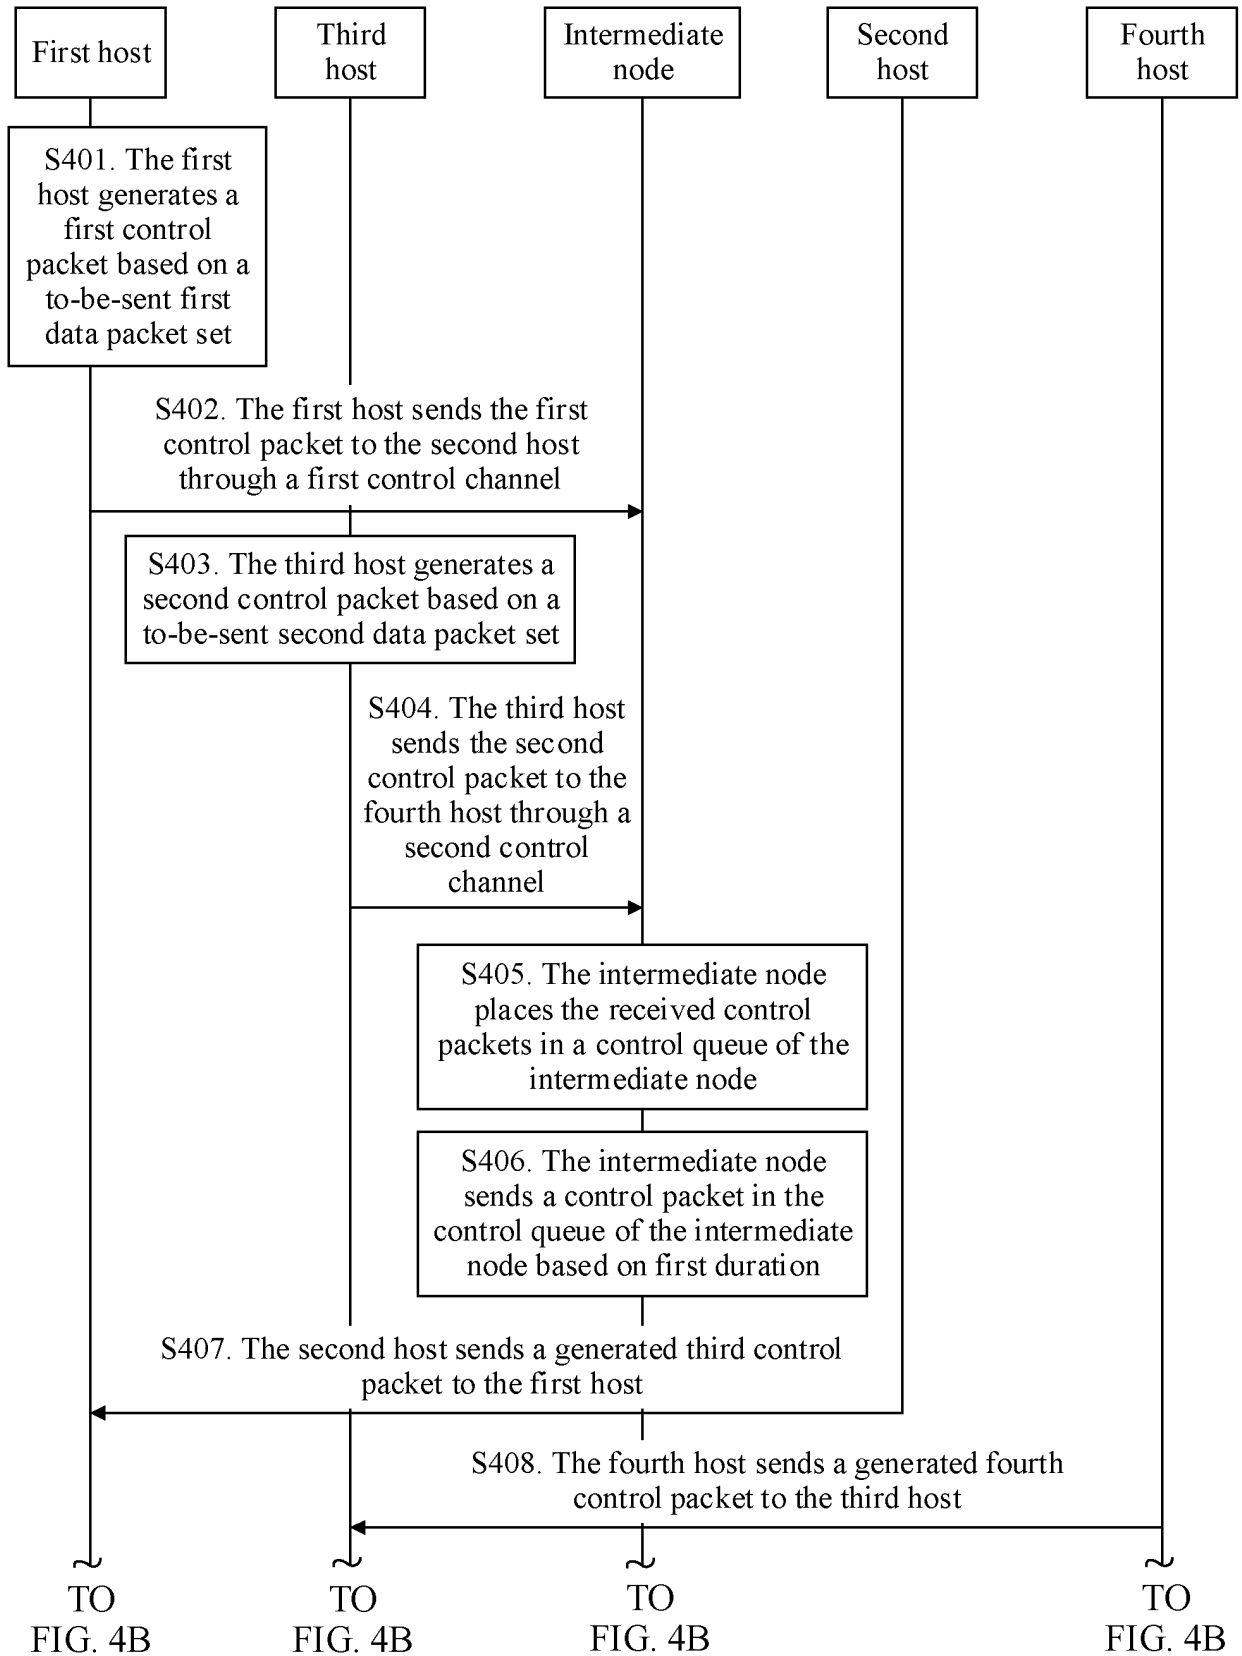 First host
Third
host
Intermediate
node
Second
host
Fourth
host
S401. The first
host generates a
first control
packet based on a
to-be-sent first
data packet set
S402. The first host sends the first
control packet to the second host
through a first control channel
S403. The third host generates a
second control packet based on a
to-be-sent second data packet set
S404. The third host
sends the second
control packet to the
fourth host through a
second control
channel
S405. The intermediate node
places the received control
packets in a control queue of the
intermediate node
S406. The intermediate node
sends a control packet in the
control queue of the intermediate
node based on first duration
S407. The second host sends a generated third control
packet to the first host
S408. The fourth host sends a generated fourth
control packet to the third host
TO
FIG. 4B
TO
FIG. 4B
TO
FIG. 4B
TO
FIG. 4B